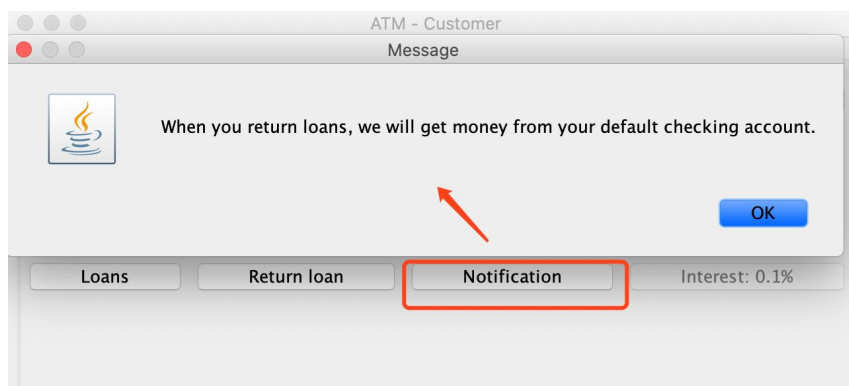 ATM - Customer
Message
When you return loans, we will get money from your default checking account.
OK
Loans
Return loan
Notification
Interest: 0.1%